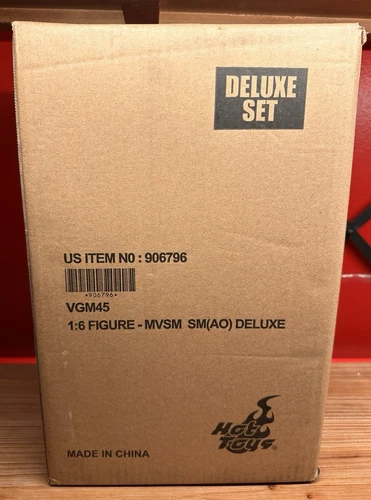 DELUXE
SET
US ITEM NO : 906796
*906796*
VGM45
1:6 FIGURE - MVSM SM(AO) DELUXE
Hot
Toys
MADE IN CHINA